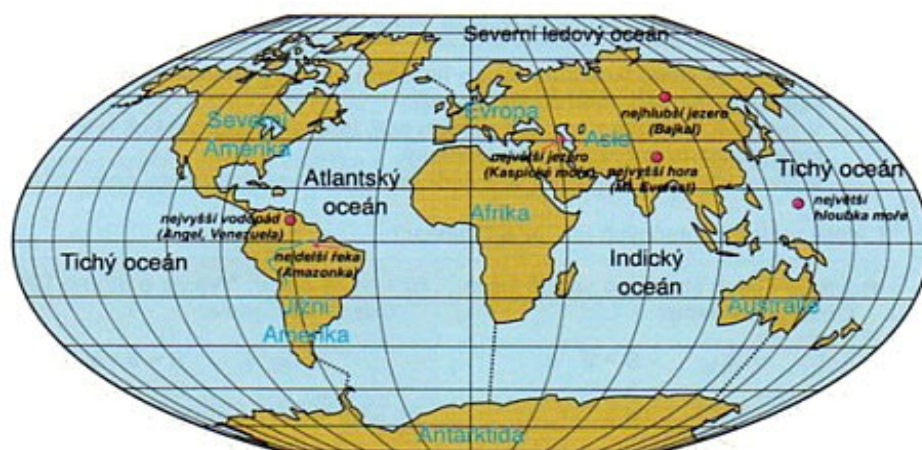 Severní ledový oceán
Severní
Amerika
Evropa
Asie
nejhlubší jezero
(Bajkal)
největší jezero
(Kaspické moře)
nejvyšší hora
(Mt. Everest)
Tichý oceán
největší
hloubka moře
Atlantský
oceán
Afrika
nejvyšší vodopád
(Angel, Venezuela)
nejdelší řeka
(Amazonka)
Tichý oceán
Indický
oceán
Jižní
Amerika
Austrálie
Antarktida